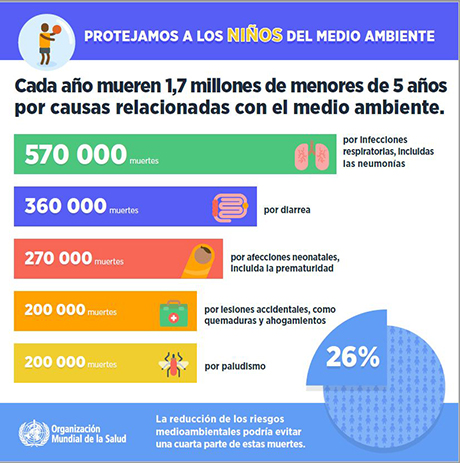 PROTEJAMOS A LOS NIÑOS DEL MEDIO AMBIENTE
Cada año mueren 1,7 millones de menores de 5 años
por causas relacionadas con el medio ambiente.
570 000 muertes
por infecciones
respiratorias, incluidas
las neumonías
360 000 muertes
por diarrea
270 000 muertes
por afecciones neonatales,
incluida la prematuridad
200 000 muertes
por lesiones accidentales, como
quemaduras y ahogamientos
200 000 muertes
por paludismo
26%
Organización
Mundial de la Salud
La reducción de los riesgos
medioambientales podría evitar
una cuarta parte de estas muertes.